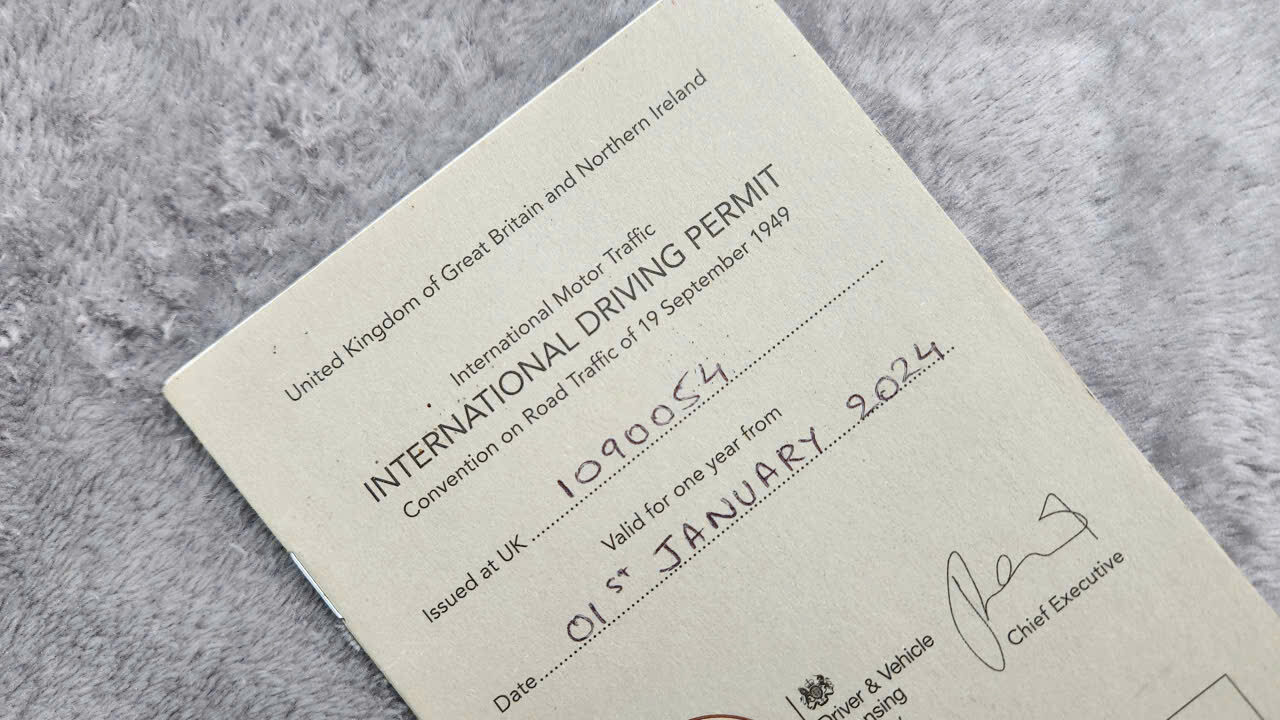 United Kingdom of Great Britain and Northern Ireland
International Motor Traffic
INTERNATIONAL DRIVING PERMIT
Convention on Road Traffic of 19 September 1949
Issued at UK 1090054
Valid for one year from
Date 01ST JANUARY 2024
Chief Executive
Driver & Vehicle